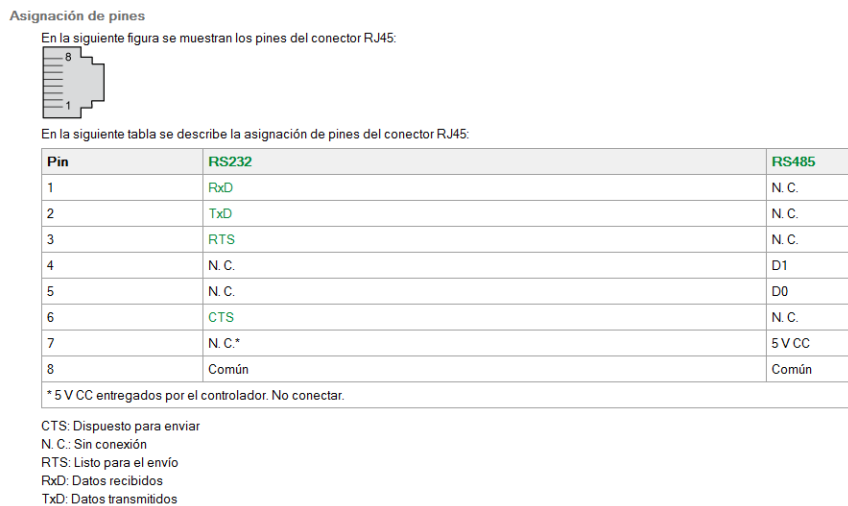 Asignación de pines
En la siguiente figura se muestran los pines del conector RJ45:
8
1
En la siguiente tabla se describe la asignación de pines del conector RJ45:
Pin RS232 RS485
1 RxD N. C.
2 TxD N. C.
3 RTS N. C.
4 N. C. D1
5 N. C. D0
6 CTS N. C.
7 N. C.* 5 V CC
8 Común Común
* 5 V CC entregados por el controlador. No conectar.
CTS: Dispuesto para enviar
N. C.: Sin conexión
RTS: Listo para el envío
RxD: Datos recibidos
TxD: Datos transmitidos